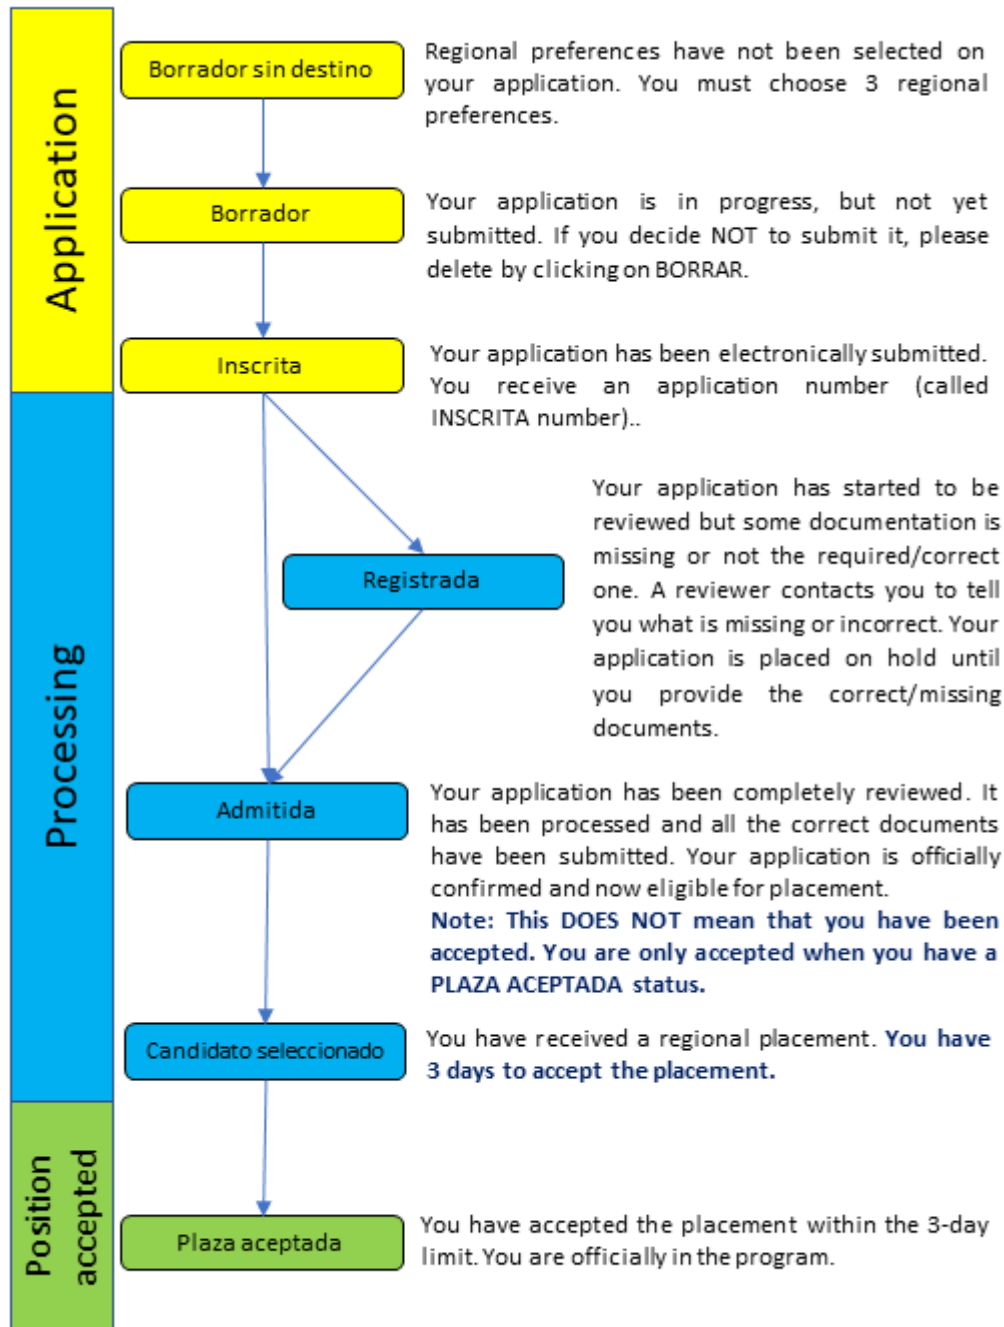 Application
Borrador sin destino
Regional preferences have not been selected on
your application. You must choose 3 regional
preferences.
Borrador
Your application is in progress, but not yet
submitted. If you decide NOT to submit it, please
delete by clicking on BORRAR.
Inscrita
Your application has been electronically submitted.
You receive an application number (called
INSCRITA number)..
Processing
Registrada
Your application has started to be
reviewed but some documentation is
missing or not the required/correct
one. A reviewer contacts you to tell
you what is missing or incorrect. Your
application is placed on hold until
you provide the correct/missing
documents.
Admitida
Your application has been completely reviewed. It
has been processed and all the correct documents
have been submitted. Your application is officially
confirmed and now eligible for placement.
Note: This DOES NOT mean that you have been
accepted. You are only accepted when you have a
PLAZA ACEPTADA status.
Candidato seleccionado
You have received a regional placement. You have
3 days to accept the placement.
Position
accepted
Plaza aceptada
You have accepted the placement within the 3-day
limit. You are officially in the program.